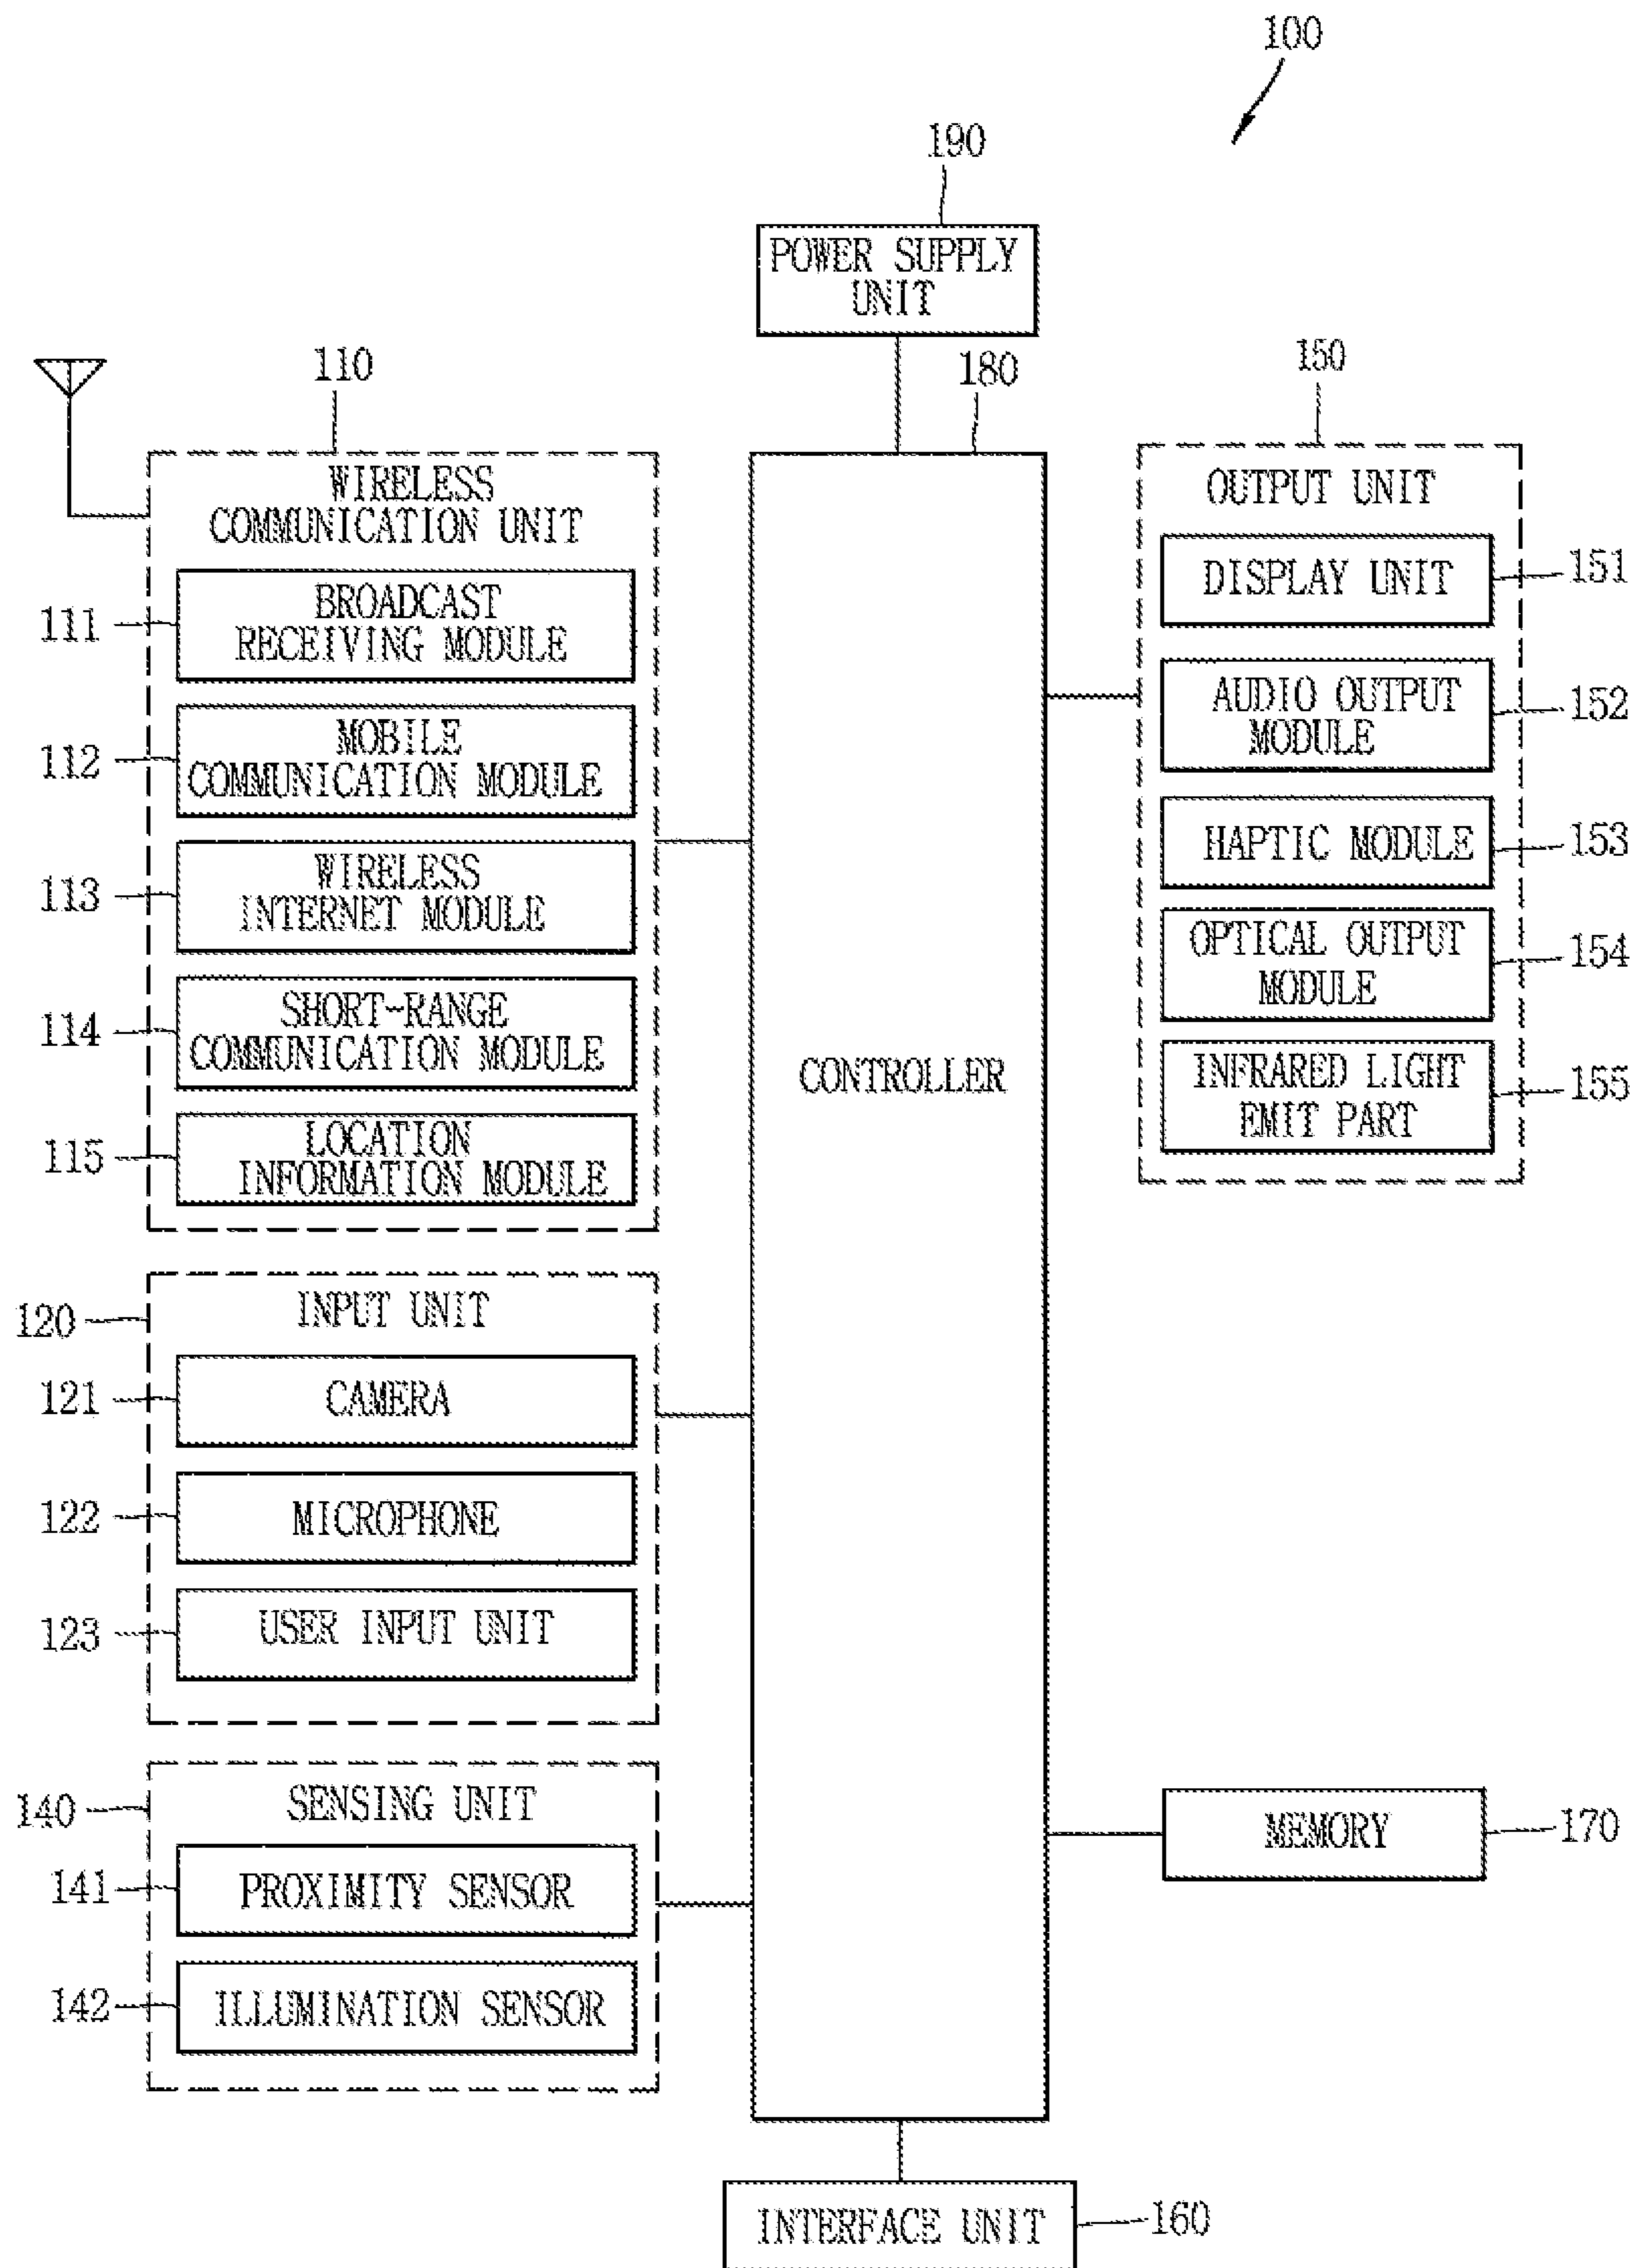 100
190
POWER SUPPLY
UNIT
110
180
150
WIRELESS
COMMUNICATION UNIT
111
BROADCAST
RECEIVING MODULE
112
MOBILE
COMMUNICATION MODULE
113
WIRELESS
INTERNET MODULE
114
SHORT-RANGE
COMMUNICATION MODULE
115
LOCATION
INFORMATION MODULE
120
INPUT UNIT
121
CAMERA
122
MICROPHONE
123
USER INPUT UNIT
140
SENSING UNIT
141
PROXIMITY SENSOR
142
ILLUMINATION SENSOR
CONTROLLER
OUTPUT UNIT
DISPLAY UNIT
151
AUDIO OUTPUT
MODULE
152
HAPTIC MODULE
153
OPTICAL OUTPUT
MODULE
154
INFRARED LIGHT
EMIT PART
155
MEMORY
170
INTERFACE UNIT
160